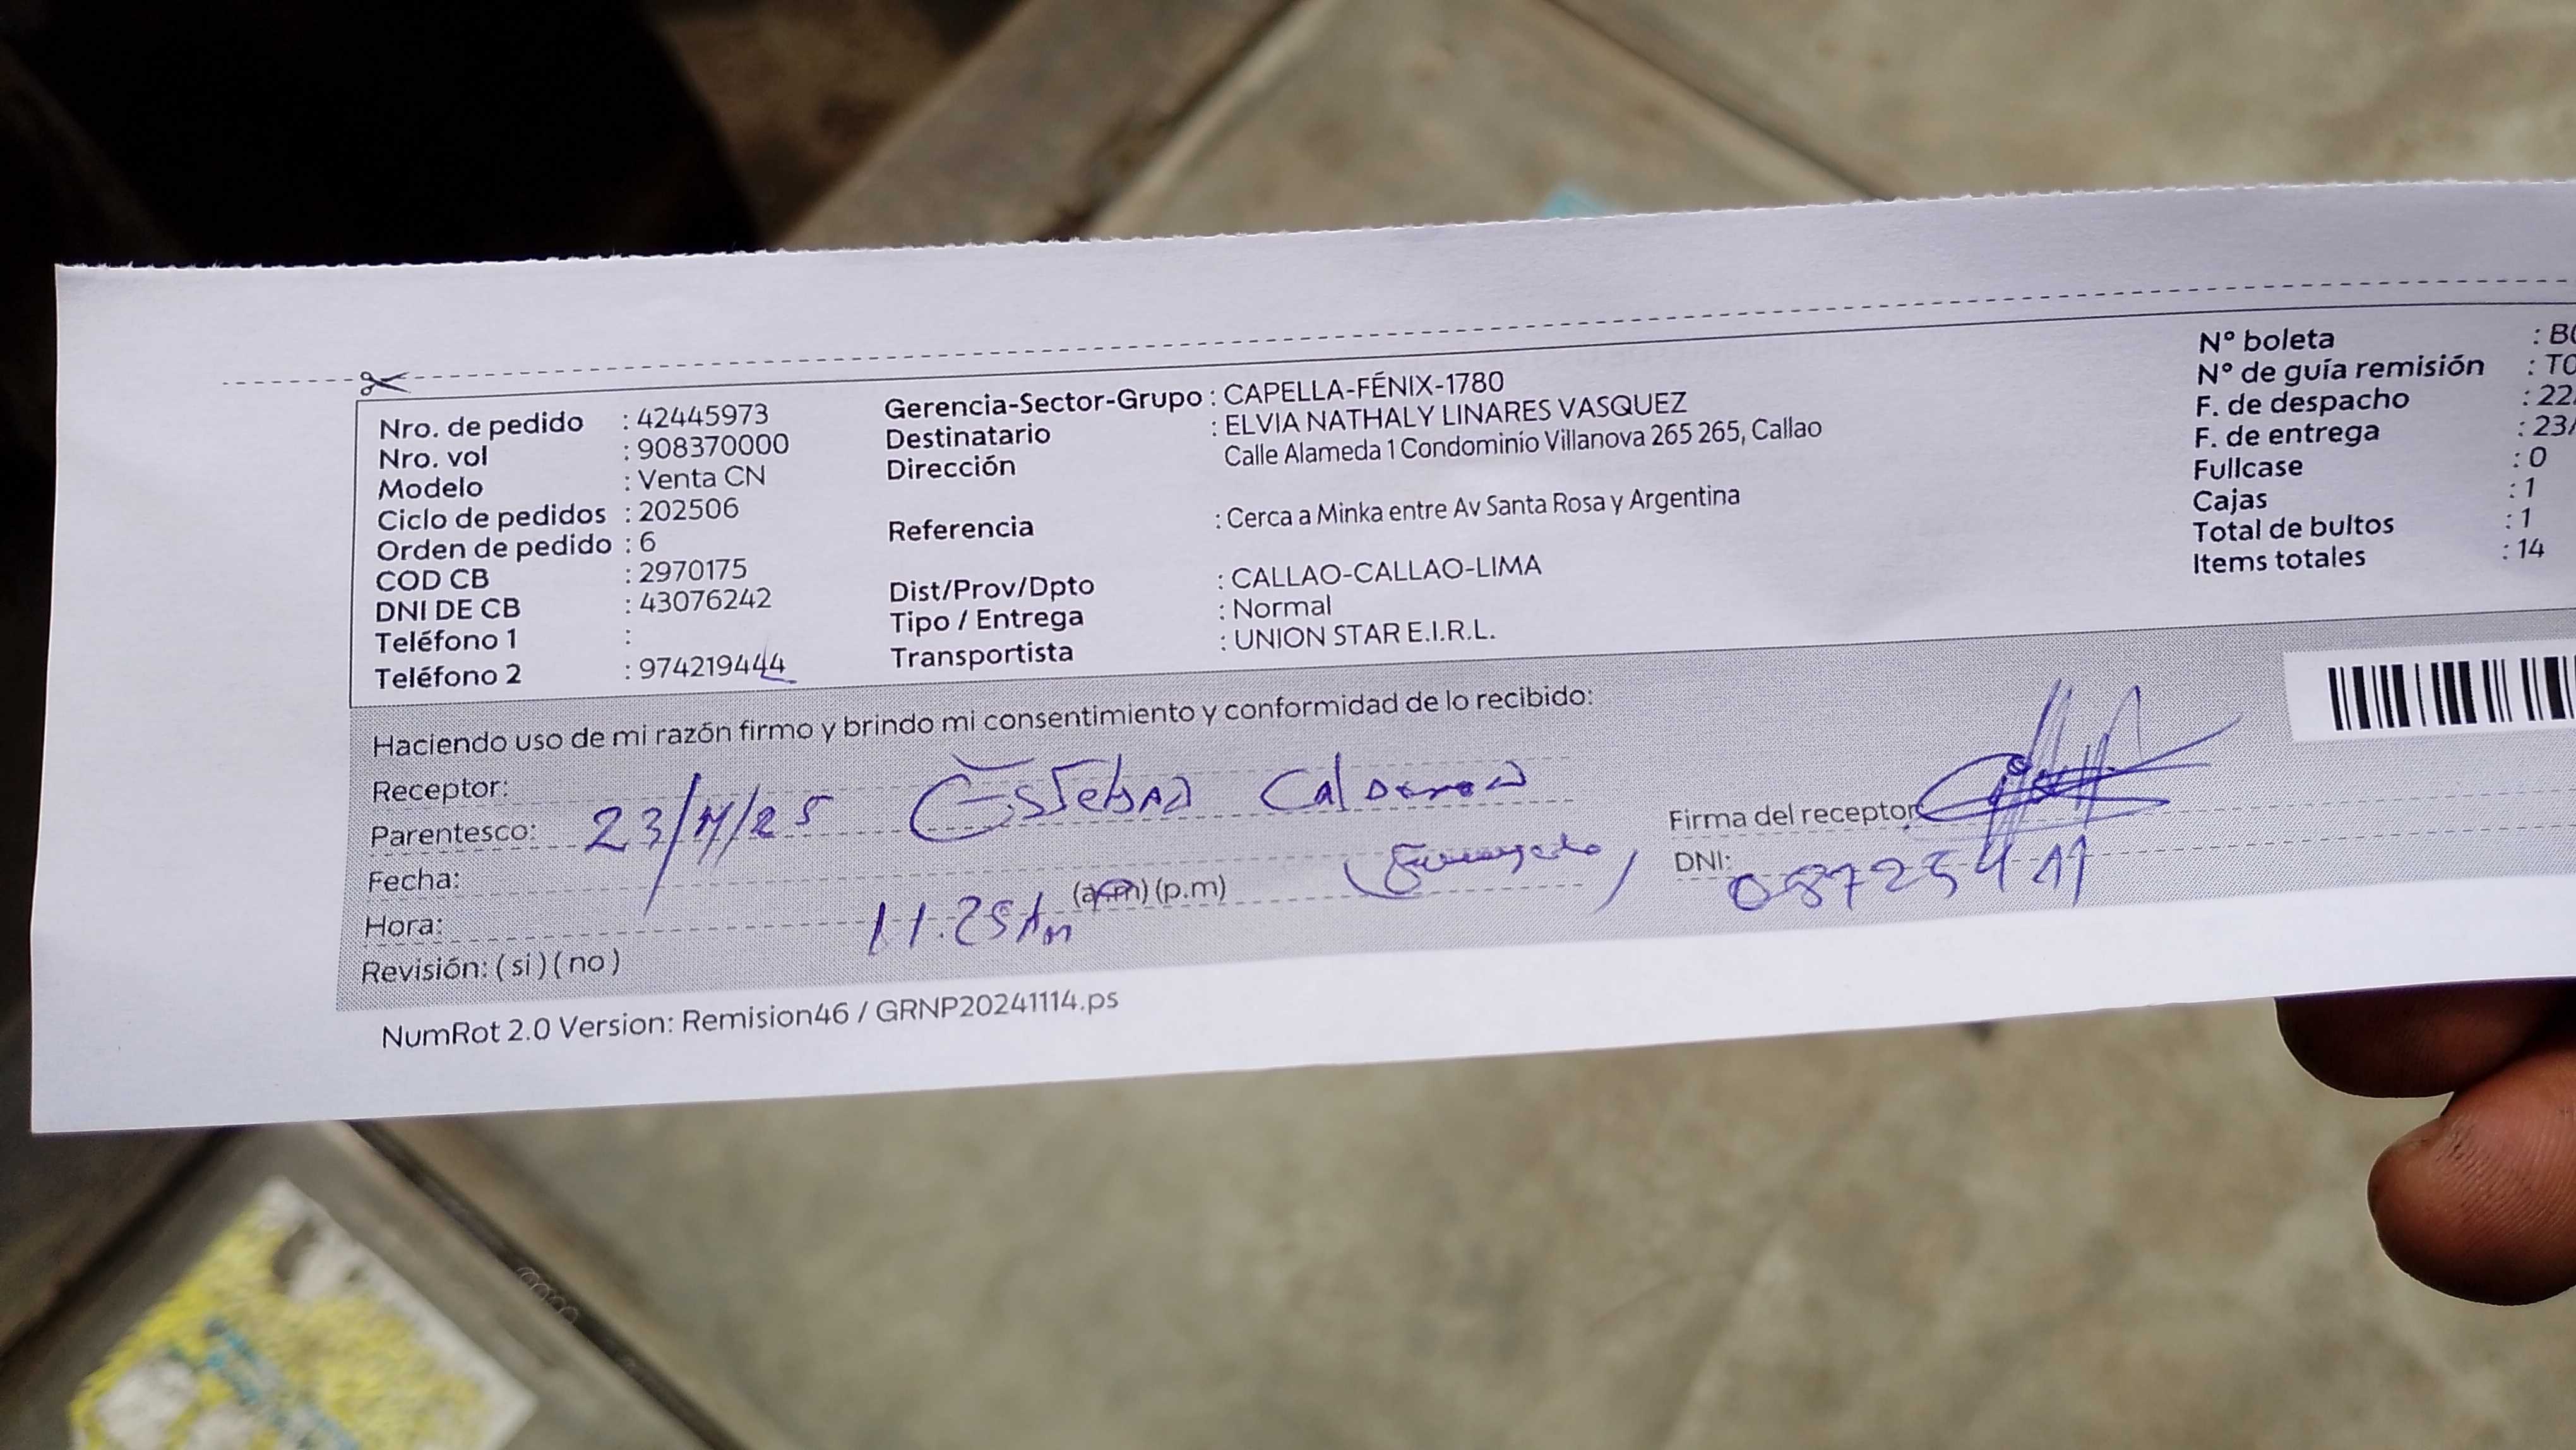 Nro. de pedido : 42445973
Nro. vol : 908370000
Modelo : Venta CN
Ciclo de pedidos : 202506
Orden de pedido : 6
COD CB : 2970175
DNI DE CB : 43076242
Teléfono 1 :
Teléfono 2 : 974219444
Gerencia-Sector-Grupo : CAPELLA-FÉNIX-1780
Destinatario : ELVIA NATHALY LINARES VASQUEZ
Dirección Calle Alameda 1 Condominio Villanova 265 265, Callao
Referencia : Cerca a Minka entre Av Santa Rosa y Argentina
Dist/Prov/Dpto : CALLAO-CALLAO-LIMA
Tipo / Entrega : Normal
Transportista : UNION STAR E.I.R.L.
N° boleta : B
N° de guía remisión : T0
F. de despacho : 22
F. de entrega : 23/
Fullcase : 0
Cajas : 1
Total de bultos : 1
Items totales : 14
Haciendo uso de mi razón firmo y brindo mi consentimiento y conformidad de lo recibido:
Receptor: Esteban Calderon
Parentesco:
Fecha: 23/4/25
Hora: 11.25 Am (a.m) (p.m)
Revisión: ( si ) ( no )
Firma del receptor
DNI: 08725411
NumRot 2.0 Version: Remision46 / GRNP20241114.ps